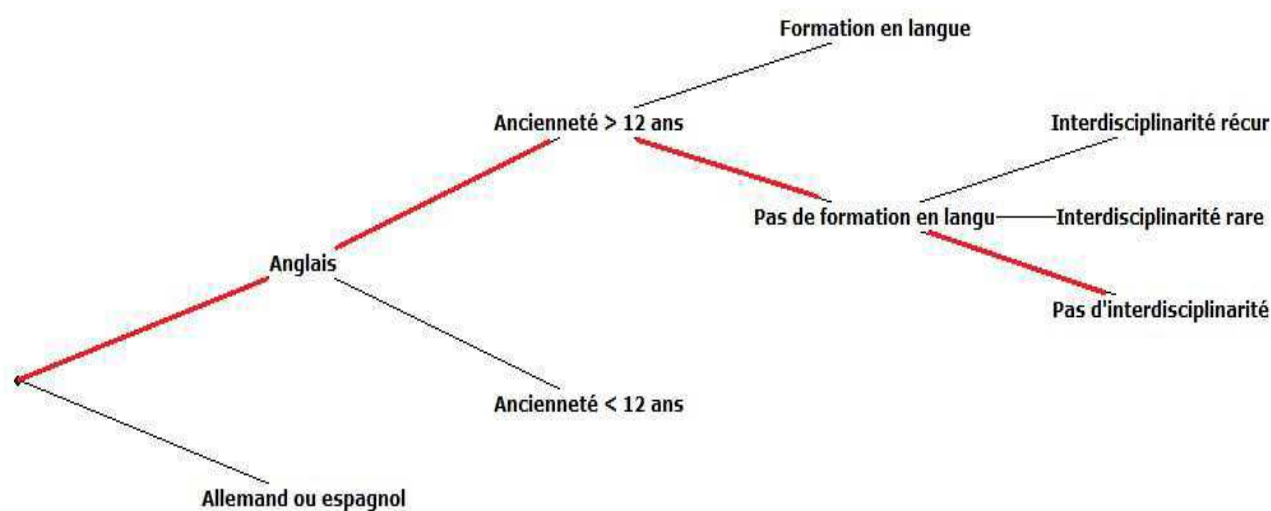 Formation en langue
Ancienneté > 12 ans
Interdisciplinarité récur
Pas de formation en langu
Interdisciplinarité rare
Anglais
Pas d'interdisciplinarité
Ancienneté < 12 ans
Allemand ou espagnol